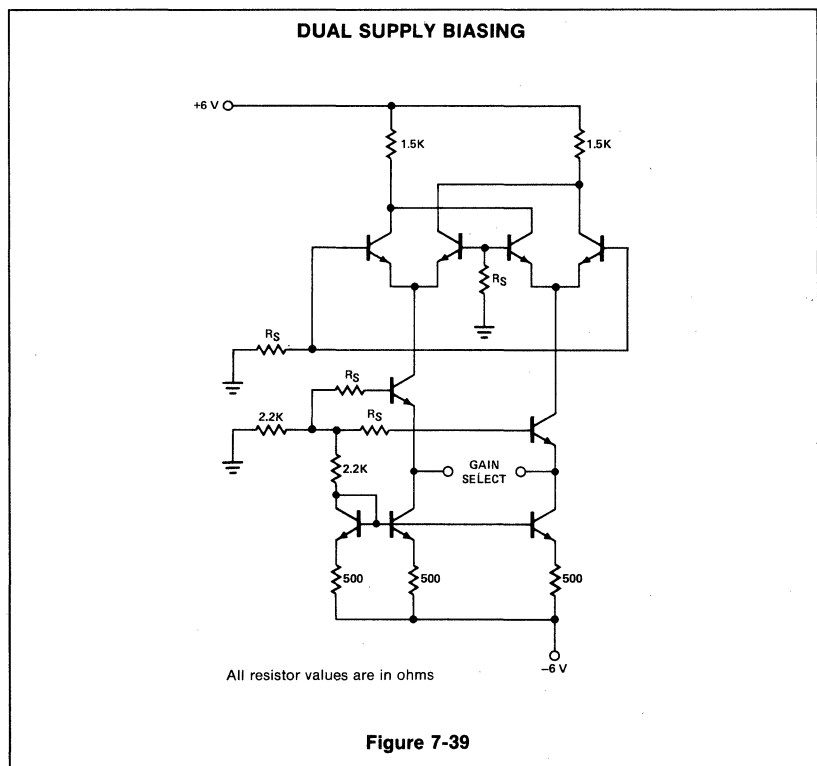 DUAL SUPPLY BIASING
+6 V
1.5K
1.5K
RS
RS
RS
2.2K
RS
2.2K
GAIN
SELECT
500
500
500
-6 V
All resistor values are in ohms
Figure 7-39